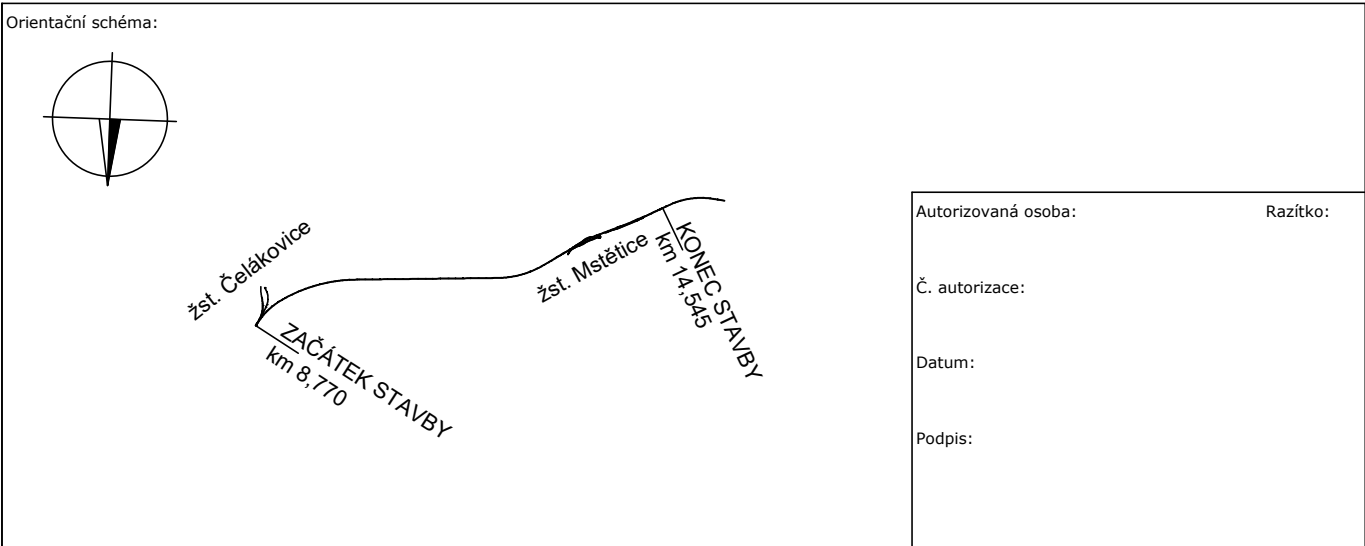 Orientační schéma:
žst. Čelákovice
ZAČÁTEK STAVBY
km 8,770
žst. Mstětice
KONEC STAVBY
km 14,545
Autorizovaná osoba:
Razítko:
Č. autorizace:
Datum:
Podpis: